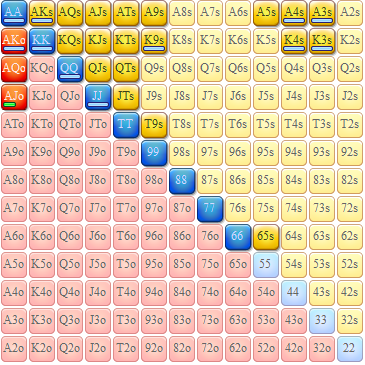 AA AKs AQs AJs ATs A9s A8s A7s A6s A5s A4s A3s A2s
AKo KK KQs KJs KTs K9s K8s K7s K6s K5s K4s K3s K2s
AQo KQo QQ QJs QTs Q9s Q8s Q7s Q6s Q5s Q4s Q3s Q2s
AJo KJo QJo JJ JTs J9s J8s J7s J6s J5s J4s J3s J2s
ATo KTo QTo JTo TT T9s T8s T7s T6s T5s T4s T3s T2s
A9o K9o Q9o J9o T9o 99 98s 97s 96s 95s 94s 93s 92s
A8o K8o Q8o J8o T8o 98o 88 87s 86s 85s 84s 83s 82s
A7o K7o Q7o J7o T7o 97o 87o 77 76s 75s 74s 73s 72s
A6o K6o Q6o J6o T6o 96o 86o 76o 66 65s 64s 63s 62s
A5o K5o Q5o J5o T5o 95o 85o 75o 65o 55 54s 53s 52s
A4o K4o Q4o J4o T4o 94o 84o 74o 64o 54o 44 43s 42s
A3o K3o Q3o J3o T3o 93o 83o 73o 63o 53o 43o 33 32s
A2o K2o Q2o J2o T2o 92o 82o 72o 62o 52o 42o 32o 22